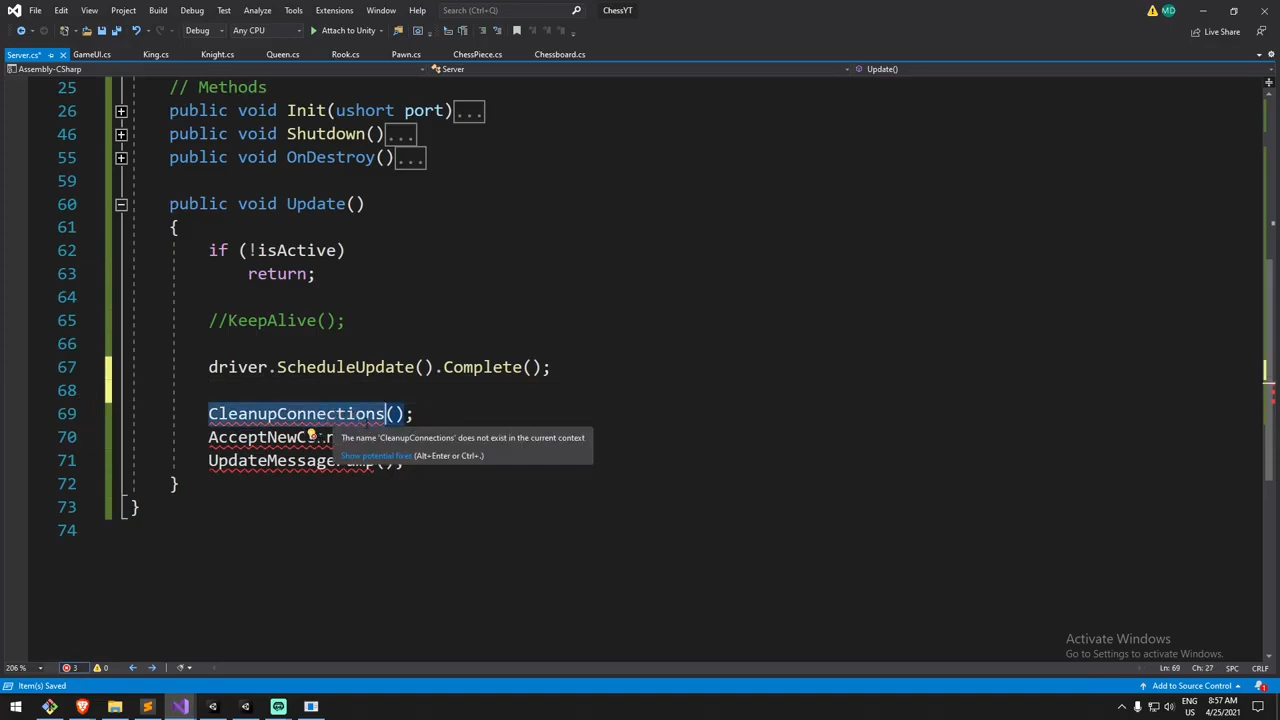 File Edit View Project Build Debug Test Analyze Tools Extensions Window Help Search (Ctrl+Q) ChessYT MD
Debug Any CPU Attach to Unity Live Share
Server.cs* GameUI.cs King.cs Knight.cs Queen.cs Rook.cs Pawn.cs ChessPiece.cs Chessboard.cs
Assembly-CSharp Server Update()
25 // Methods
26 public void Init(ushort port)...
46 public void Shutdown()...
55 public void OnDestroy()...
59
60 public void Update()
61 {
62 if (!isActive)
63 return;
64
65 //KeepAlive();
66
67 driver.ScheduleUpdate().Complete();
68
69 CleanupConnections();
70 AcceptNewC
The name 'CleanupConnections' does not exist in the current context
Show potential fixes (Alt+Enter or Ctrl+.)
71 UpdateMessagePump();
72 }
73 }
74
Activate Windows
Go to Settings to activate Windows.
206 % 3 0 Ln: 69 Ch: 27 SPC CRLF
Item(s) Saved Add to Source Control 1
ENG 8:57 AM
US 4/25/2021